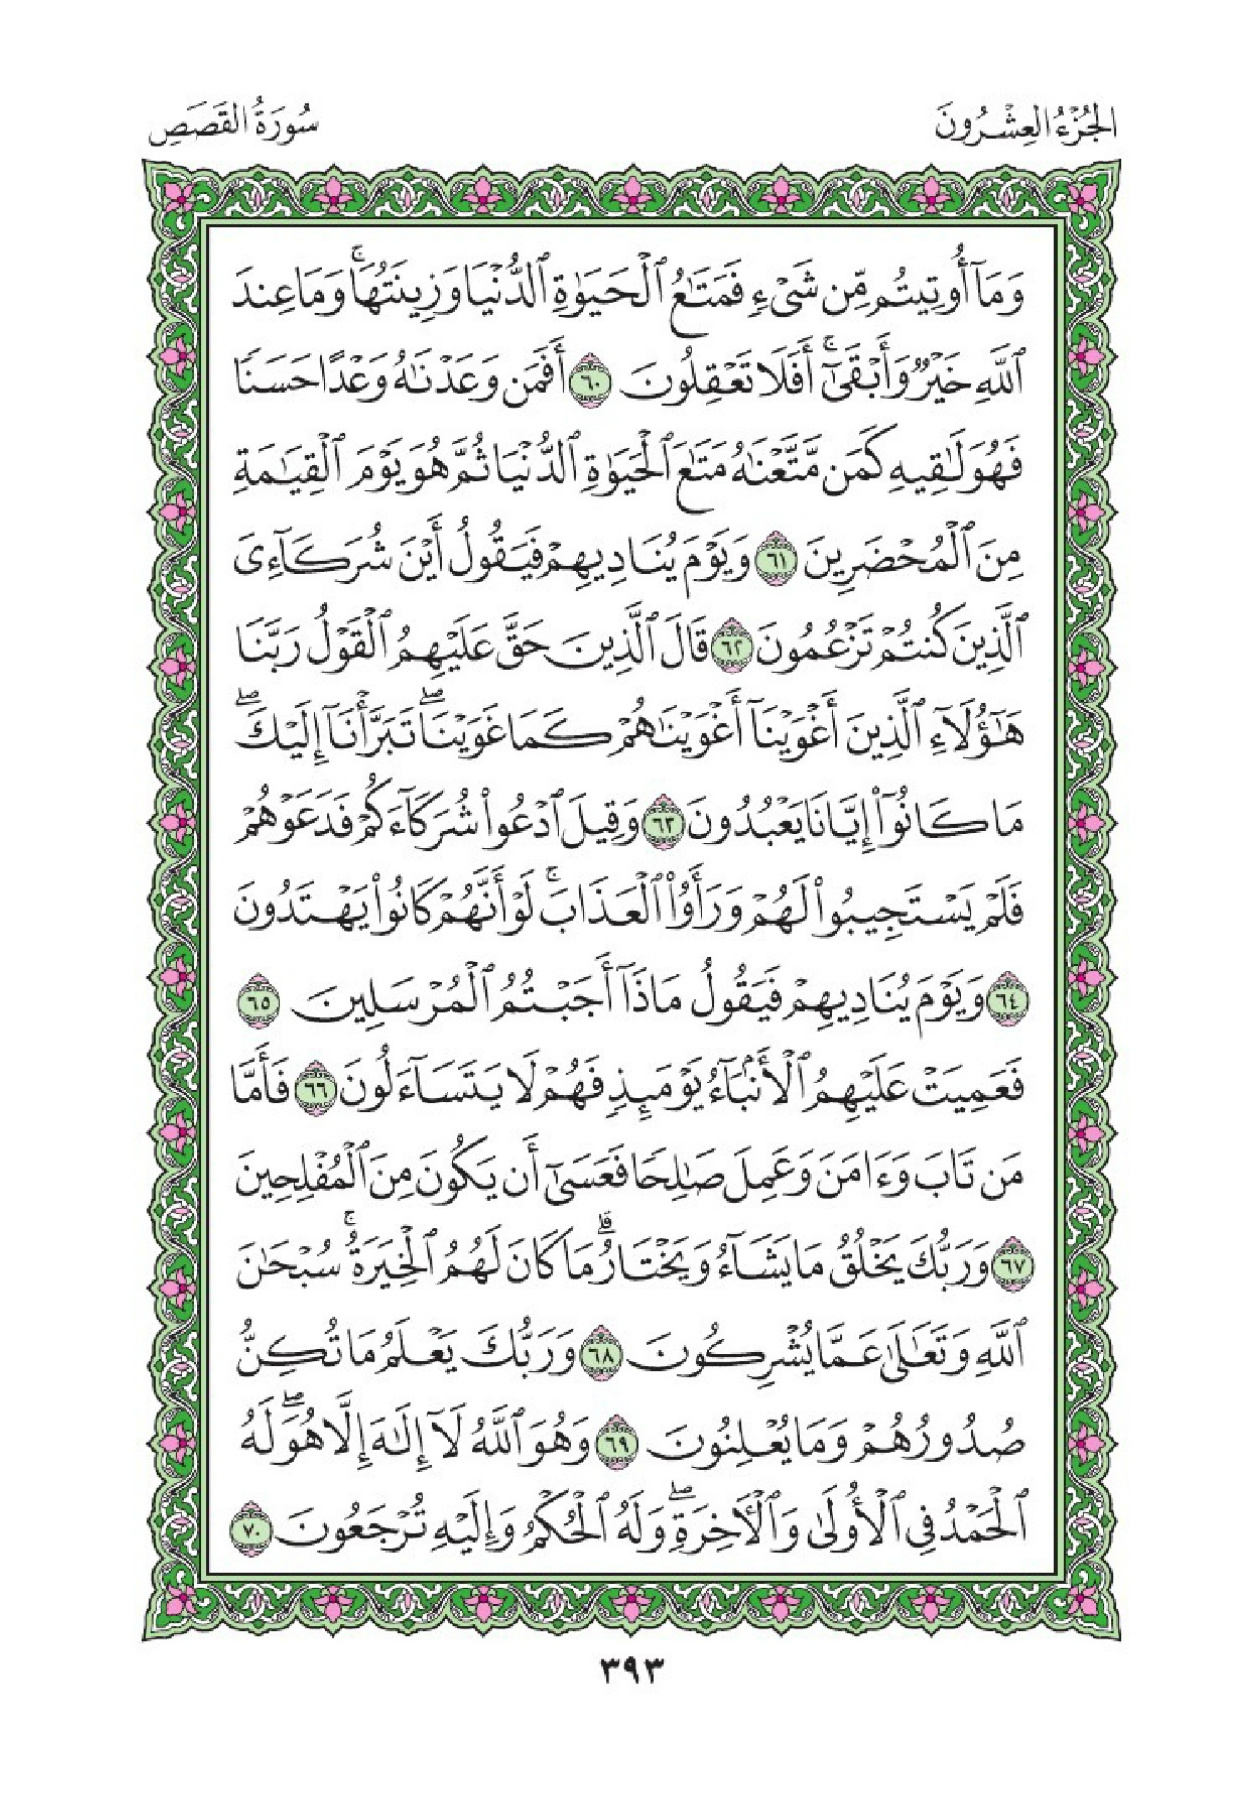 الجُزْءُ العِشْرُونَ
سُورَةُ القَصَصِ
وَمَآ أُوتِيتُم مِّن شَىْءٍ فَمَتَٰعُ ٱلْحَيَوٰةِ ٱلدُّنْيَا وَزِينَتُهَا ۚ وَمَا عِندَ
ٱللَّهِ خَيْرٌ وَأَبْقَىٰٓ ۚ أَفَلَا تَعْقِلُونَ ٦٠ أَفَمَن وَعَدْنَٰهُ وَعْدًا حَسَنًا
فَهُوَ لَٰقِيهِ كَمَن مَّتَّعْنَٰهُ مَتَٰعَ ٱلْحَيَوٰةِ ٱلدُّنْيَا ثُمَّ هُوَ يَوْمَ ٱلْقِيَٰمَةِ
مِنَ ٱلْمُحْضَرِينَ ٦١ وَيَوْمَ يُنَادِيهِمْ فَيَقُولُ أَيْنَ شُرَكَآءِىَ
ٱلَّذِينَ كُنتُمْ تَزْعُمُونَ ٦٢ قَالَ ٱلَّذِينَ حَقَّ عَلَيْهِمُ ٱلْقَوْلُ رَبَّنَا
هَٰٓؤُلَآءِ ٱلَّذِينَ أَغْوَيْنَآ أَغْوَيْنَٰهُمْ كَمَا غَوَيْنَا ۖ تَبَرَّأْنَآ إِلَيْكَ ۖ
مَا كَانُوٓا۟ إِيَّانَا يَعْبُدُونَ ٦٣ وَقِيلَ ٱدْعُوا۟ شُرَكَآءَكُمْ فَدَعَوْهُمْ
فَلَمْ يَسْتَجِيبُوا۟ لَهُمْ وَرَأَوُا۟ ٱلْعَذَابَ ۚ لَوْ أَنَّهُمْ كَانُوا۟ يَهْتَدُونَ
٦٤ وَيَوْمَ يُنَادِيهِمْ فَيَقُولُ مَاذَآ أَجَبْتُمُ ٱلْمُرْسَلِينَ ٦٥
فَعَمِيَتْ عَلَيْهِمُ ٱلْأَنۢبَآءُ يَوْمَئِذٍ فَهُمْ لَا يَتَسَآءَلُونَ ٦٦ فَأَمَّا
مَن تَابَ وَءَامَنَ وَعَمِلَ صَٰلِحًا فَعَسَىٰٓ أَن يَكُونَ مِنَ ٱلْمُفْلِحِينَ
٦٧ وَرَبُّكَ يَخْلُقُ مَا يَشَآءُ وَيَخْتَارُ ۗ مَا كَانَ لَهُمُ ٱلْخِيَرَةُ ۚ سُبْحَٰنَ
ٱللَّهِ وَتَعَٰلَىٰ عَمَّا يُشْرِكُونَ ٦٨ وَرَبُّكَ يَعْلَمُ مَا تُكِنُّ
صُدُورُهُمْ وَمَا يُعْلِنُونَ ٦٩ وَهُوَ ٱللَّهُ لَآ إِلَٰهَ إِلَّا هُوَ ۖ لَهُ
ٱلْحَمْدُ فِى ٱلْأُولَىٰ وَٱلْءَاخِرَةِ ۖ وَلَهُ ٱلْحُكْمُ وَإِلَيْهِ تُرْجَعُونَ ٧٠
٣٩٣